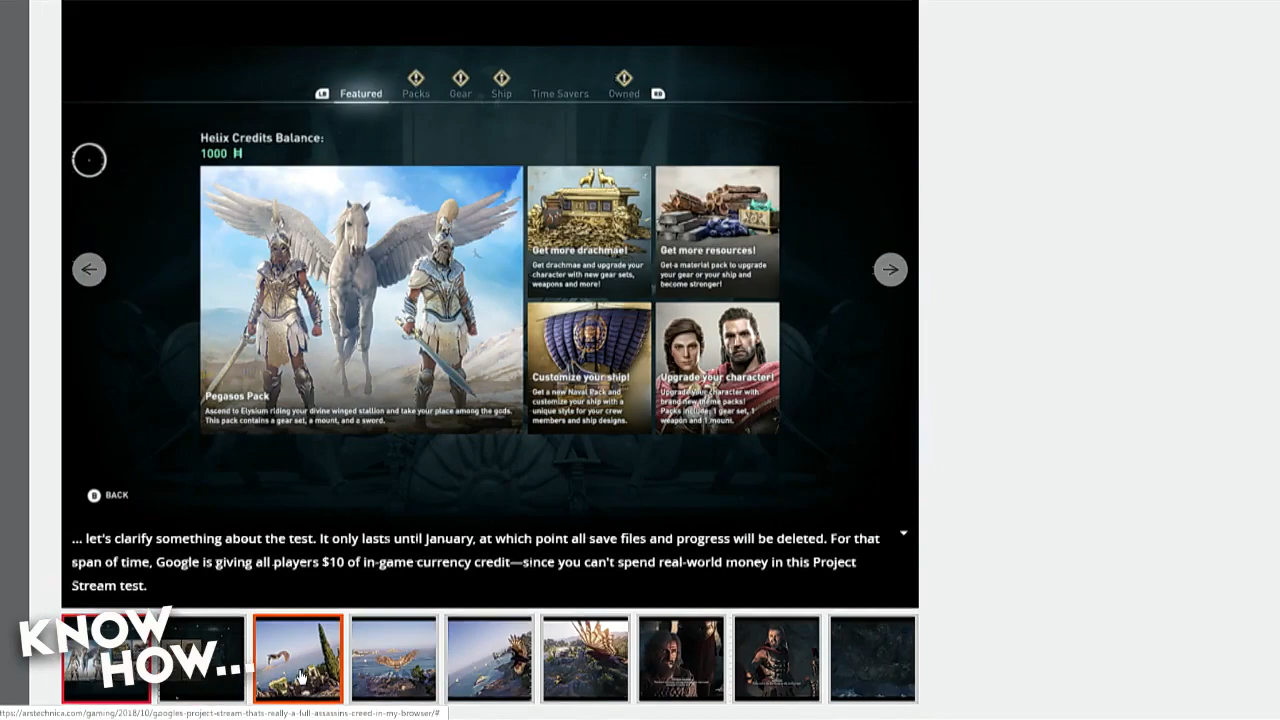 LB Featured Packs Gear Ship Time Savers Owned RB
Helix Credits Balance:
1000
Get more drachmae!
Get drachmae and upgrade your
character with new gear sets,
weapons and more!
Get more resources!
Get a material pack to upgrade
your gear or your ship and
become stronger!
Pegasos Pack
Ascend to Elysium riding your divine winged stallion and take your place among the gods.
This pack contains a gear set, a mount, and a sword.
Customize your ship!
Get a new Naval Pack and
customize your ship with a
unique style for your crew
members and ship designs.
Upgrade your character!
Upgrade your character with
brand new theme packs!
Packs include: 1 gear set, 1
weapon and 1 mount.
B BACK
... let's clarify something about the test. It only lasts until January, at which point all save files and progress will be deleted. For that
span of time, Google is giving all players $10 of in-game currency credit—since you can't spend real-world money in this Project
Stream test.
KNOW
HOW...
ttps://arstechnica.com/gaming/2018/10/googles-project-stream-thats-really-a-full-assassins-creed-in-my-browser/#